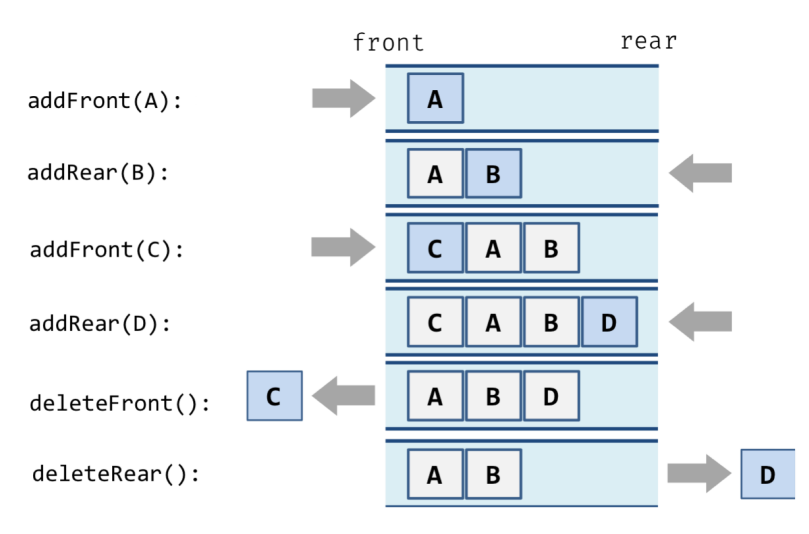 front rear
addFront(A): A
addRear(B): A B
addFront(C): C A B
addRear(D): C A B D
deleteFront(): C A B D
deleteRear(): A B D